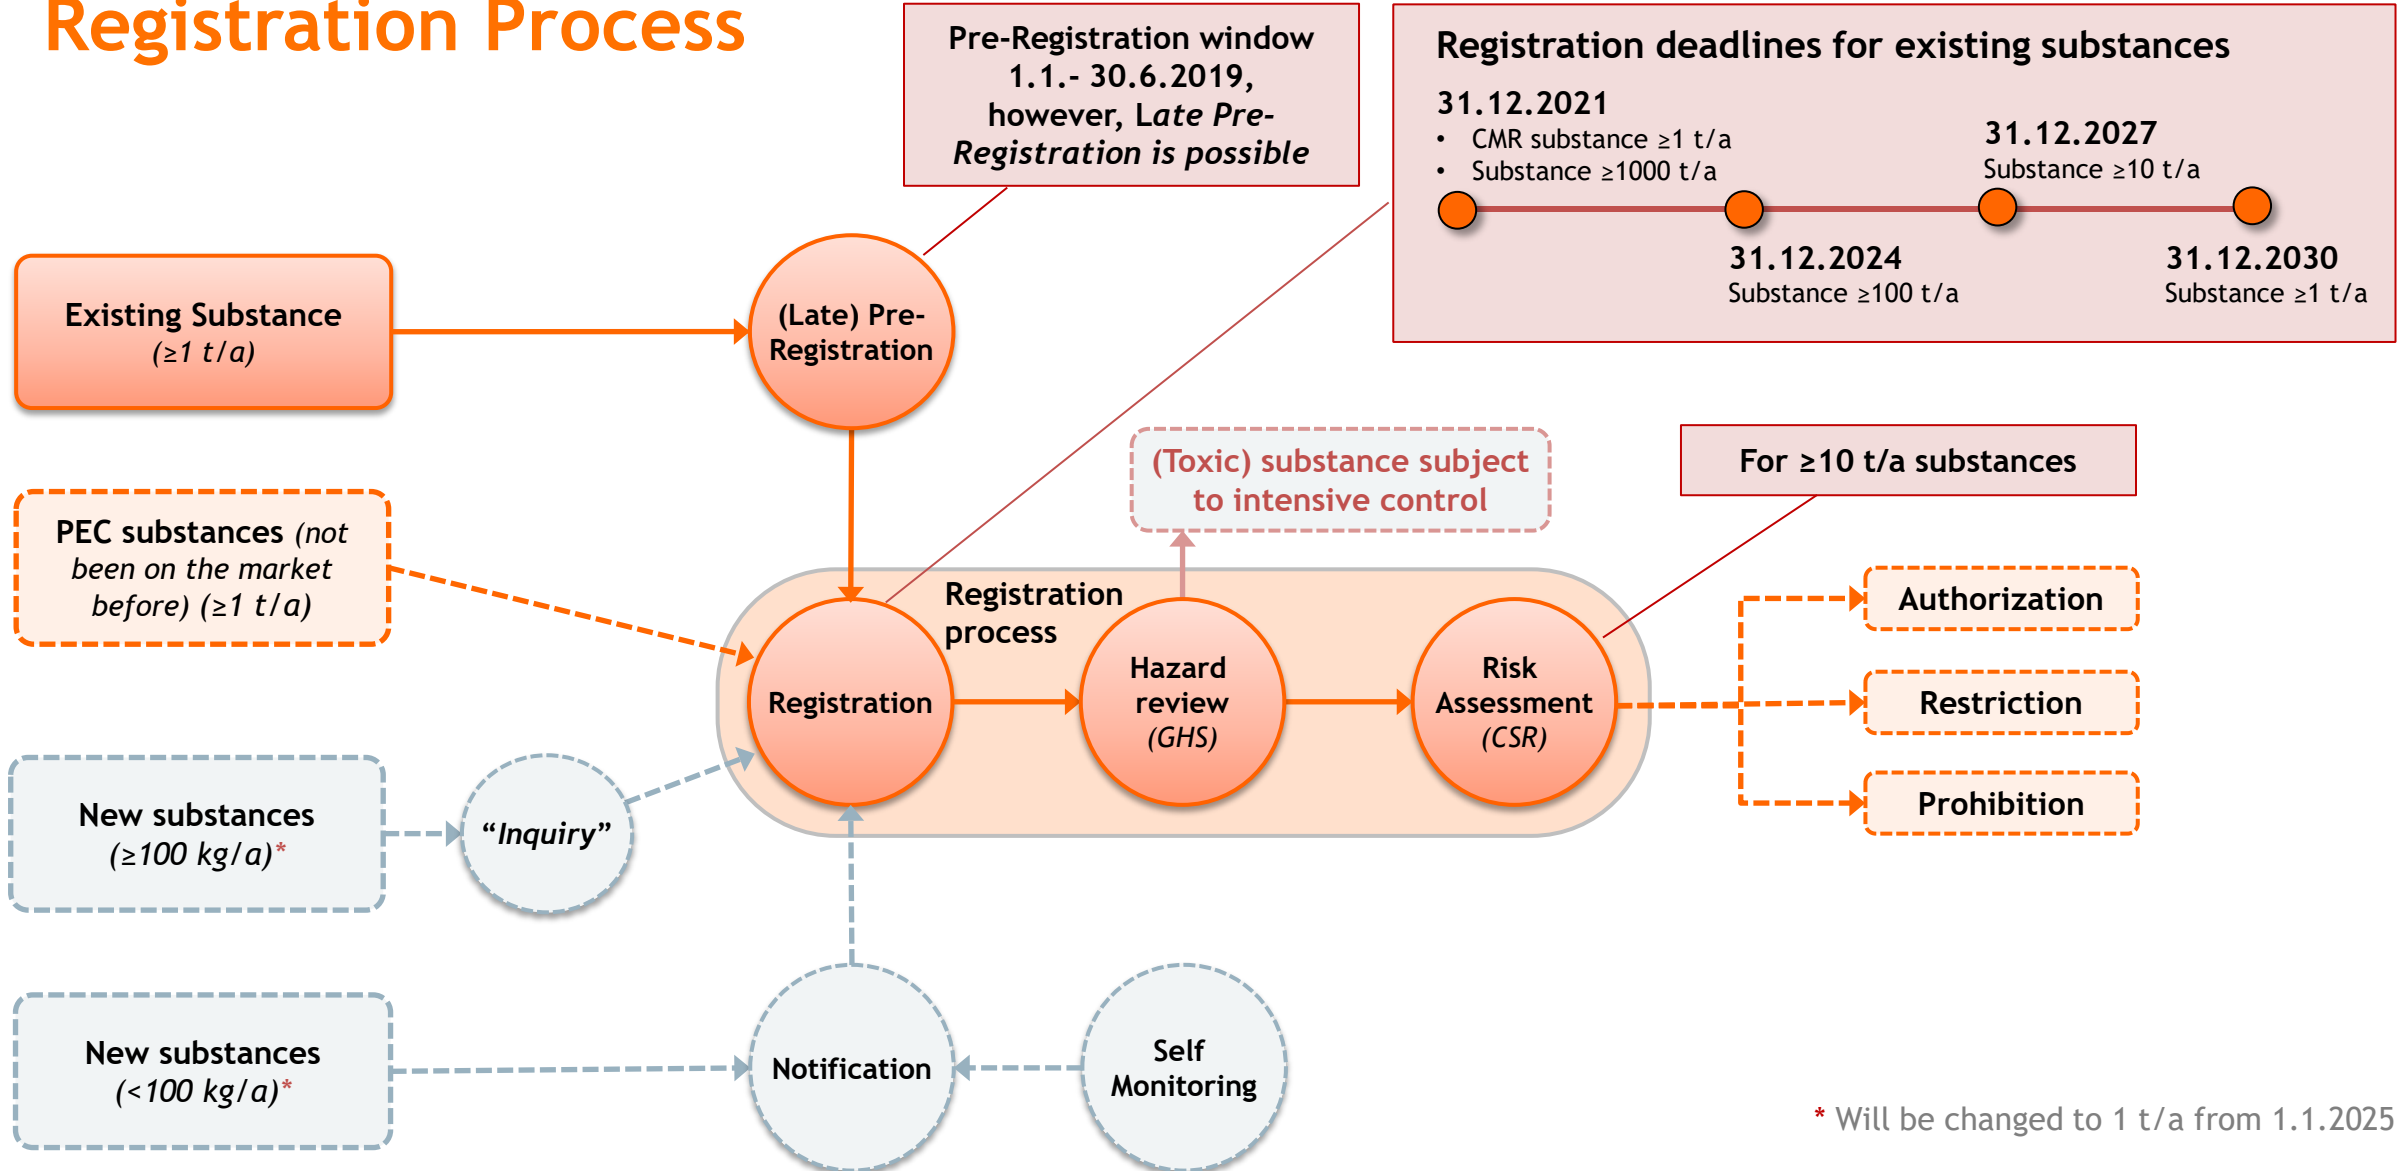 Registration Process
Pre-Registration window
1.1.- 30.6.2019,
however, Late Pre-
Registration is possible
Registration deadlines for existing substances
31.12.2021
• CMR substance ≥1 t/a
• Substance ≥1000 t/a
31.12.2027
Substance ≥10 t/a
31.12.2024
Substance ≥100 t/a
31.12.2030
Substance ≥1 t/a
Existing Substance
(≥1 t/a)
(Late) Pre-
Registration
(Toxic) substance subject
to intensive control
For ≥10 t/a substances
PEC substances (not
been on the market
before) (≥1 t/a)
Registration
process
Registration
Hazard
review
(GHS)
Risk
Assessment
(CSR)
Authorization
Restriction
Prohibition
New substances
(≥100 kg/a)*
“Inquiry”
New substances
(<100 kg/a)*
Notification
Self
Monitoring
* Will be changed to 1 t/a from 1.1.2025